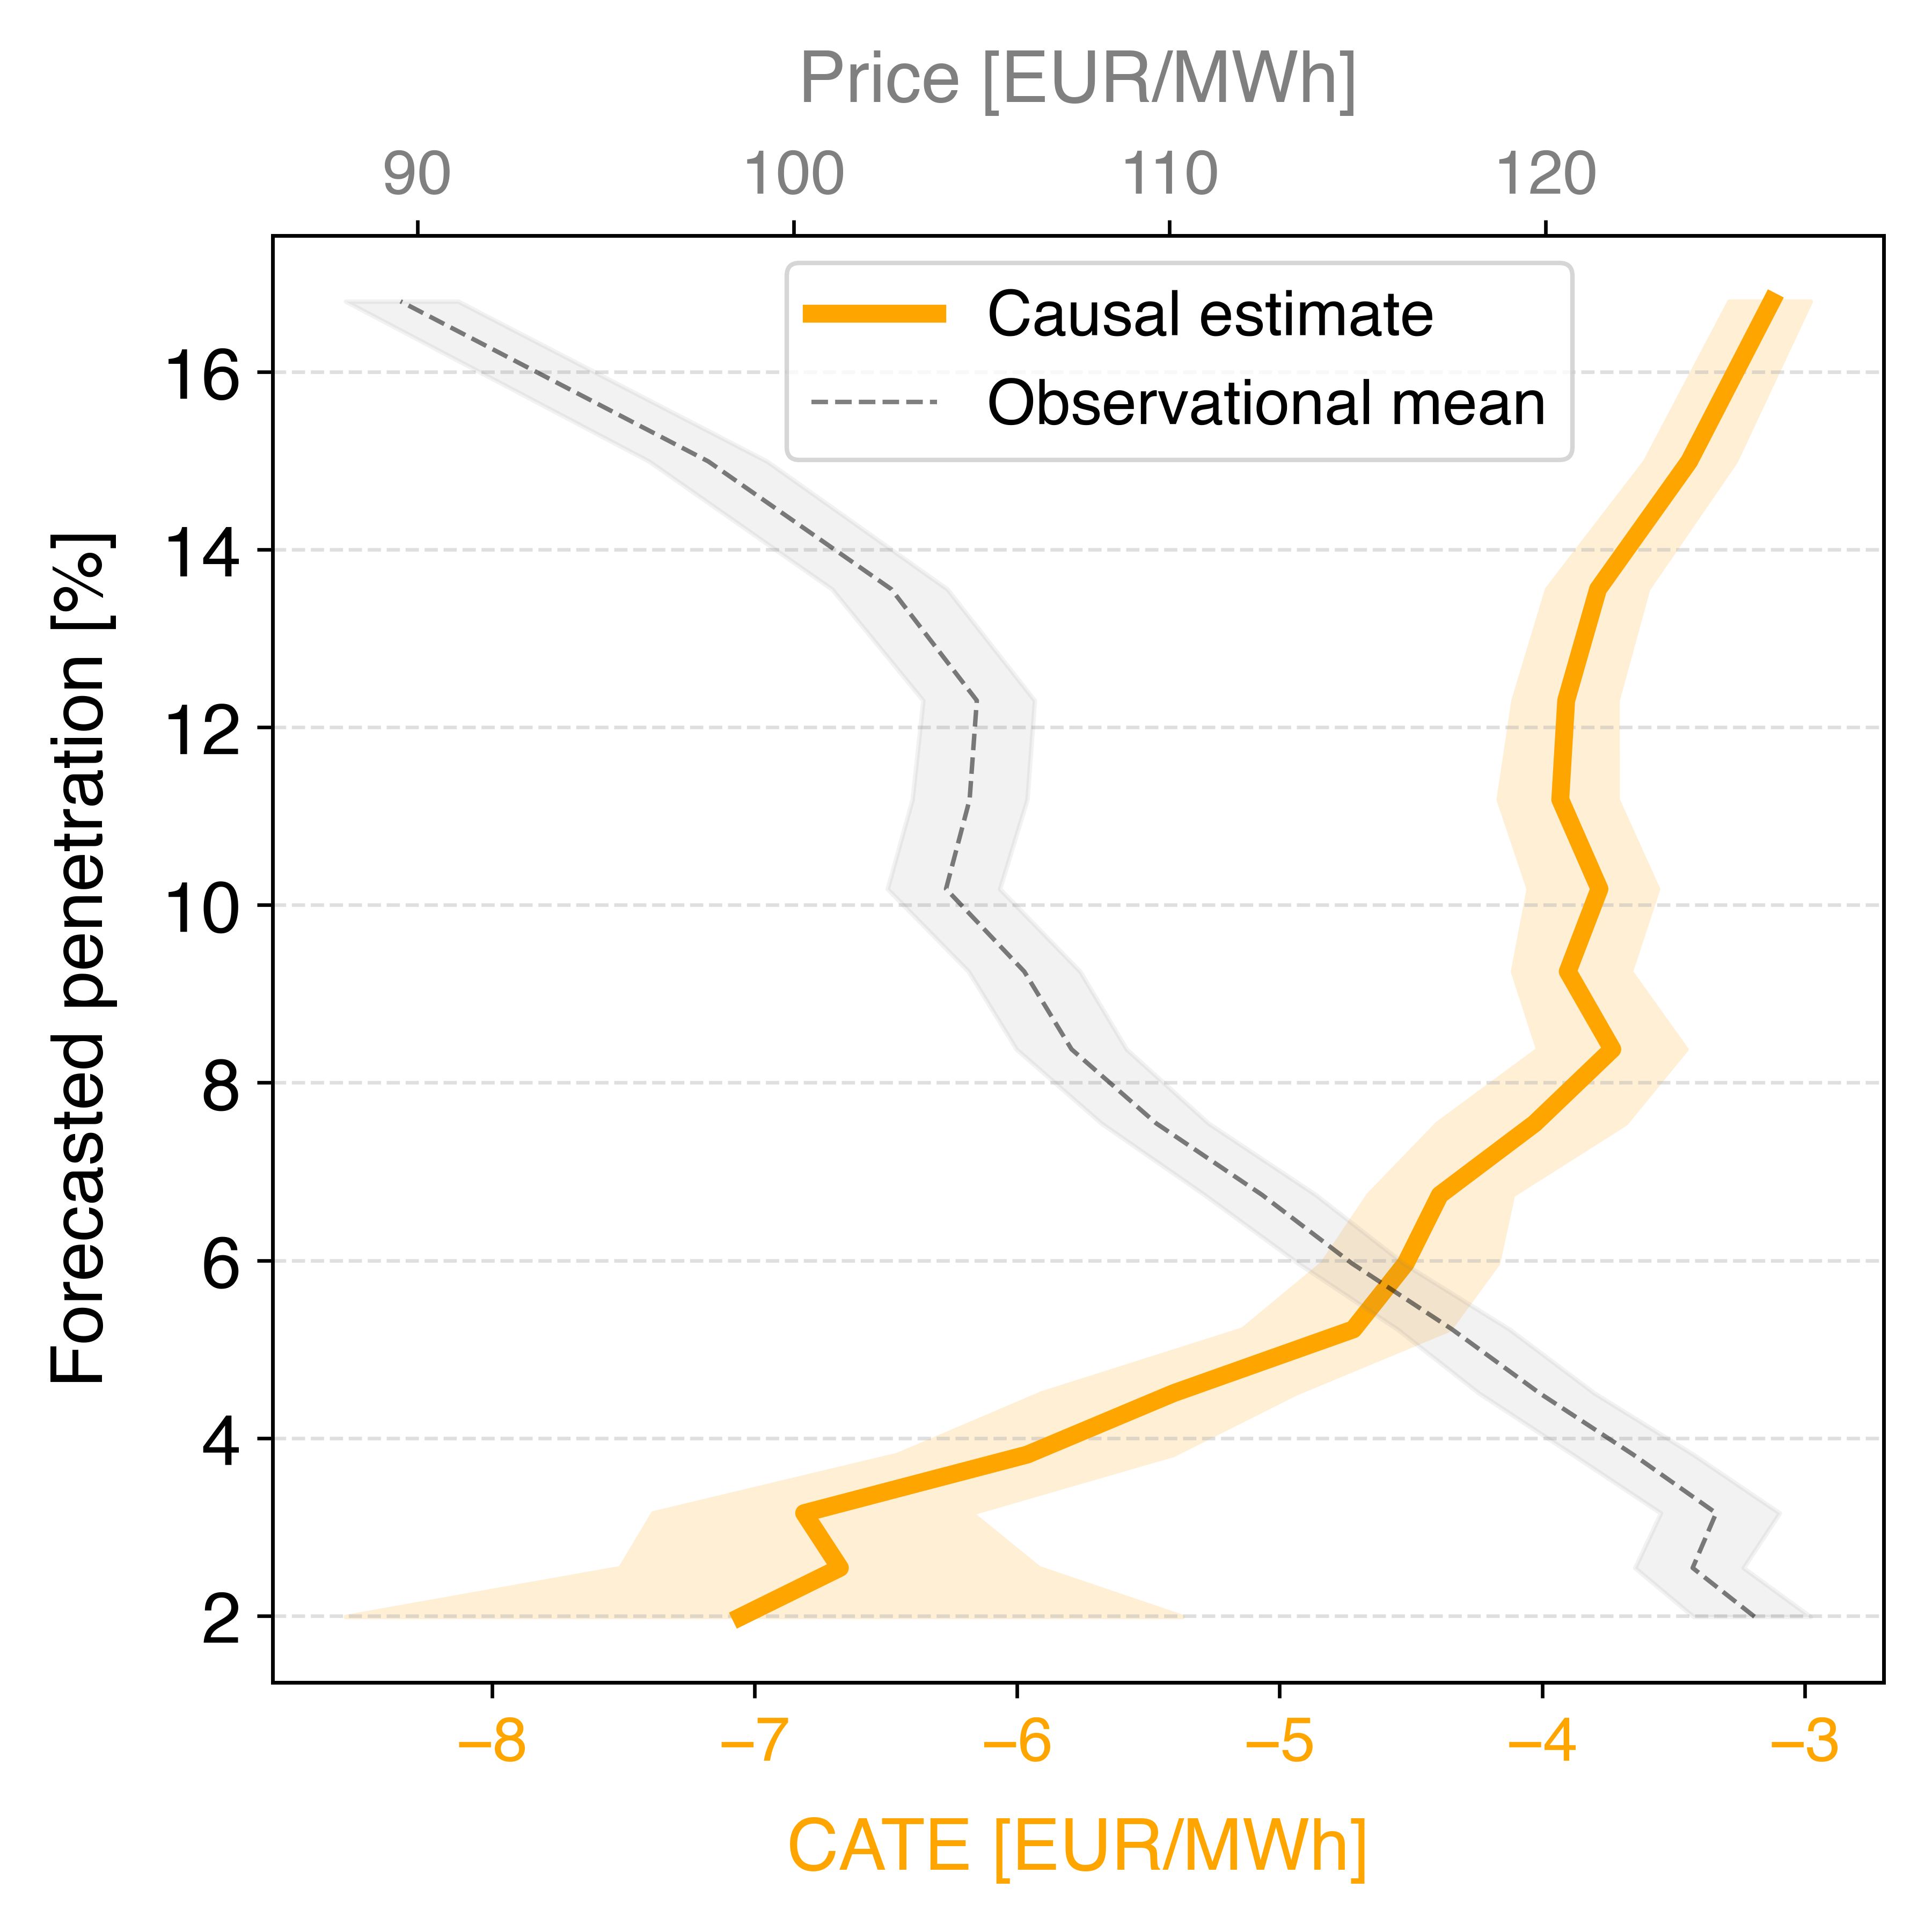 Price [EUR/MWh]
90 100 110 120
Causal estimate
Observational mean
Forecasted penetration [%]
16
14
12
10
8
6
4
2
−8 −7 −6 −5 −4 −3
CATE [EUR/MWh]